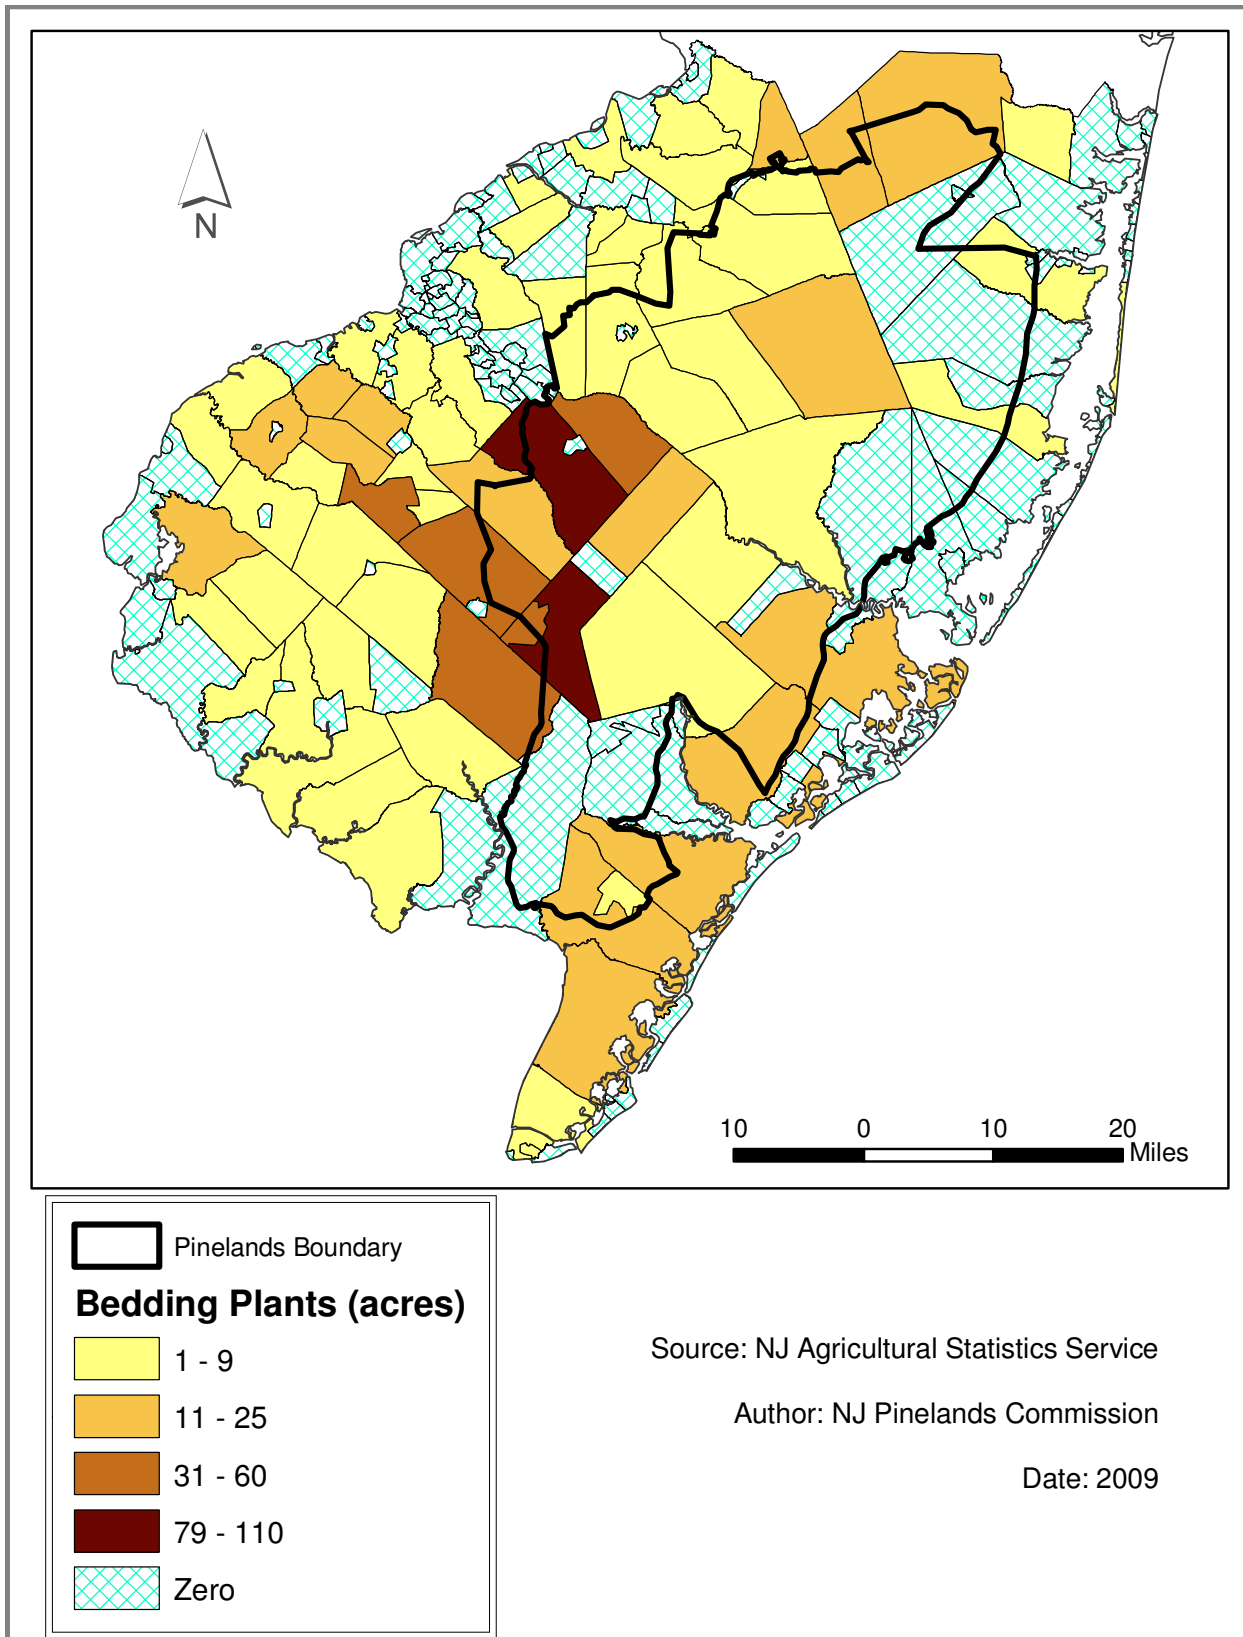 N
10 0 10 20
Miles
Pinelands Boundary
Bedding Plants (acres)
1 - 9
11 - 25
31 - 60
79 - 110
Zero
Source: NJ Agricultural Statistics Service
Author: NJ Pinelands Commission
Date: 2009